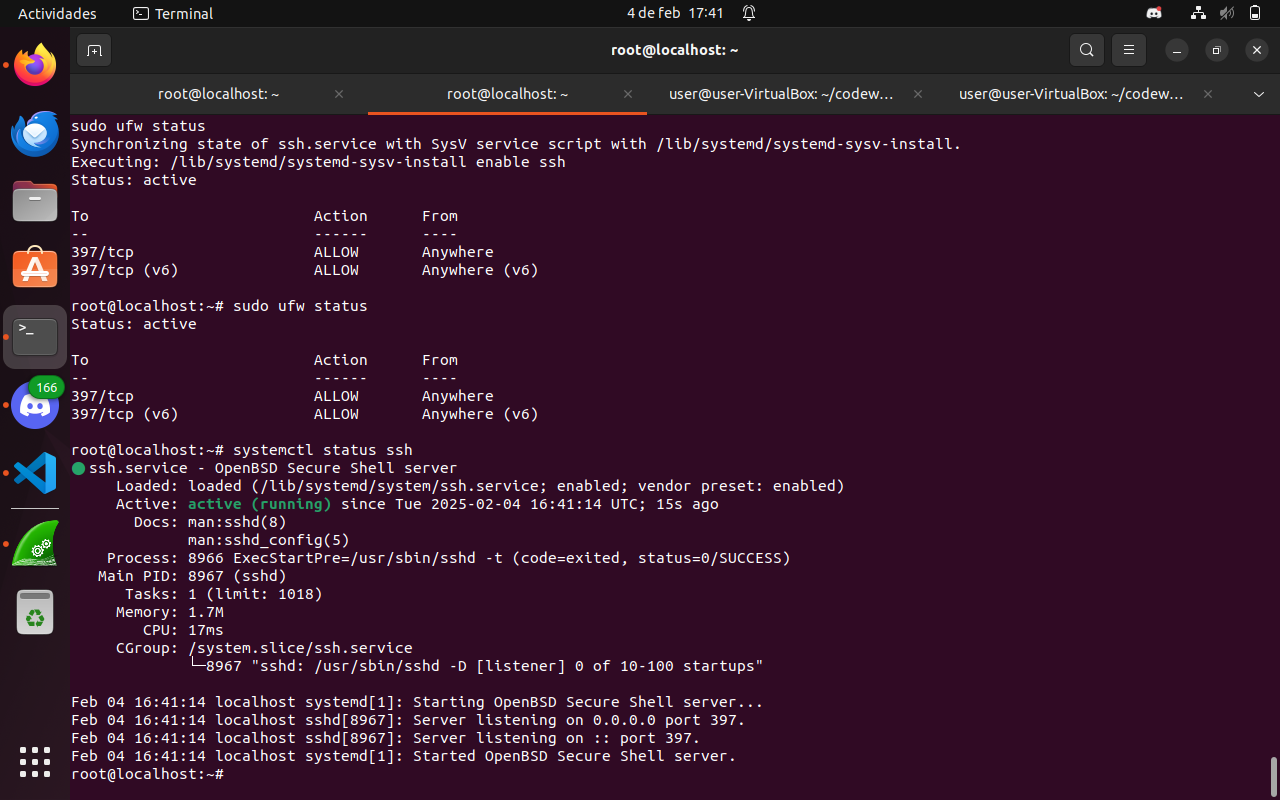 Actividades
Terminal
4 de feb 17:41
root@localhost: ~
root@localhost: ~
root@localhost: ~
user@user-VirtualBox: ~/codew...
user@user-VirtualBox: ~/codew...
sudo ufw status
Synchronizing state of ssh.service with SysV service script with /lib/systemd/systemd-sysv-install.
Executing: /lib/systemd/systemd-sysv-install enable ssh
Status: active
To                         Action      From
--                         ------      ----
397/tcp                    ALLOW       Anywhere
397/tcp (v6)               ALLOW       Anywhere (v6)
root@localhost:~# sudo ufw status
Status: active
To                         Action      From
--                         ------      ----
397/tcp                    ALLOW       Anywhere
397/tcp (v6)               ALLOW       Anywhere (v6)
root@localhost:~# systemctl status ssh
● ssh.service - OpenBSD Secure Shell server
     Loaded: loaded (/lib/systemd/system/ssh.service; enabled; vendor preset: enabled)
     Active: active (running) since Tue 2025-02-04 16:41:14 UTC; 15s ago
       Docs: man:sshd(8)
             man:sshd_config(5)
    Process: 8966 ExecStartPre=/usr/sbin/sshd -t (code=exited, status=0/SUCCESS)
   Main PID: 8967 (sshd)
      Tasks: 1 (limit: 1018)
     Memory: 1.7M
        CPU: 17ms
     CGroup: /system.slice/ssh.service
             └─8967 "sshd: /usr/sbin/sshd -D [listener] 0 of 10-100 startups"
Feb 04 16:41:14 localhost systemd[1]: Starting OpenBSD Secure Shell server...
Feb 04 16:41:14 localhost sshd[8967]: Server listening on 0.0.0.0 port 397.
Feb 04 16:41:14 localhost sshd[8967]: Server listening on :: port 397.
Feb 04 16:41:14 localhost systemd[1]: Started OpenBSD Secure Shell server.
root@localhost:~#
>_
166